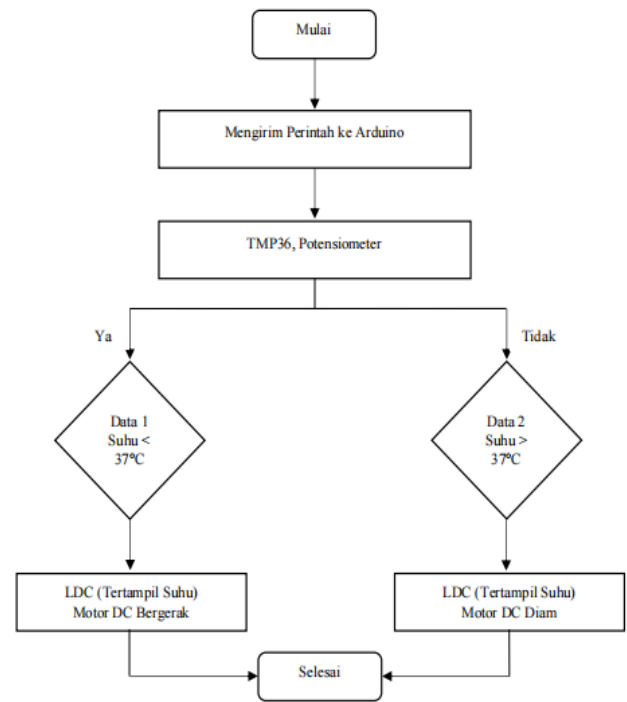 Mulai
Mengirim Perintah ke Arduino
TMP36, Potensiometer
Ya
Tidak
Data 1
Suhu <
37°C
Data 2
Suhu >
37°C
LDC (Tertampil Suhu)
Motor DC Bergerak
LDC (Tertampil Suhu)
Motor DC Diam
Selesai